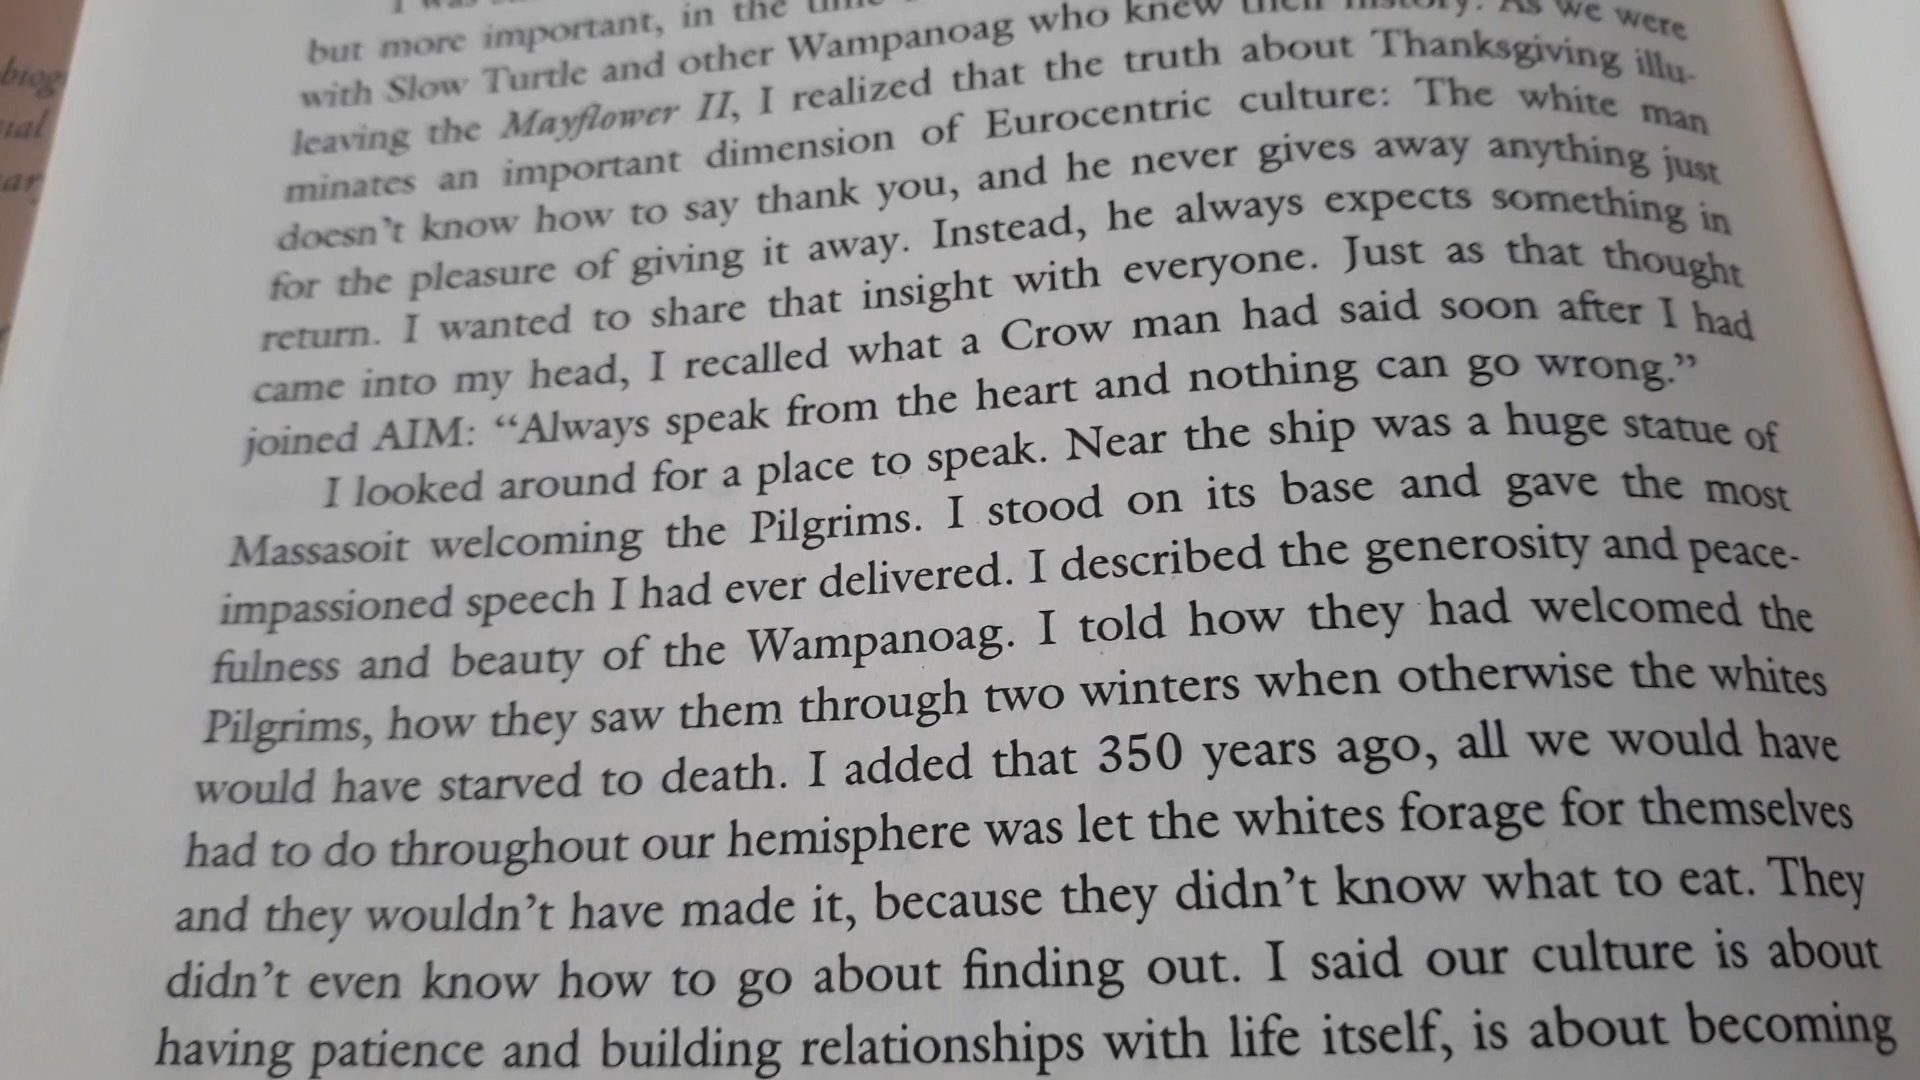 I was
but more important, in the time
with Slow Turtle and other Wampanoag who knew their history. As we were
leaving the Mayflower II, I realized that the truth about Thanksgiving illu-
minates an important dimension of Eurocentric culture: The white man
doesn't know how to say thank you, and he never gives away anything just
for the pleasure of giving it away. Instead, he always expects something in
return. I wanted to share that insight with everyone. Just as that thought
came into my head, I recalled what a Crow man had said soon after I had
joined AIM: “Always speak from the heart and nothing can go wrong.”
I looked around for a place to speak. Near the ship was a huge statue of
Massasoit welcoming the Pilgrims. I stood on its base and gave the most
impassioned speech I had ever delivered. I described the generosity and peace-
fulness and beauty of the Wampanoag. I told how they had welcomed the
Pilgrims, how they saw them through two winters when otherwise the whites
would have starved to death. I added that 350 years ago, all we would have
had to do throughout our hemisphere was let the whites forage for themselves
and they wouldn’t have made it, because they didn’t know what to eat. They
didn’t even know how to go about finding out. I said our culture is about
having patience and building relationships with life itself, is about becoming